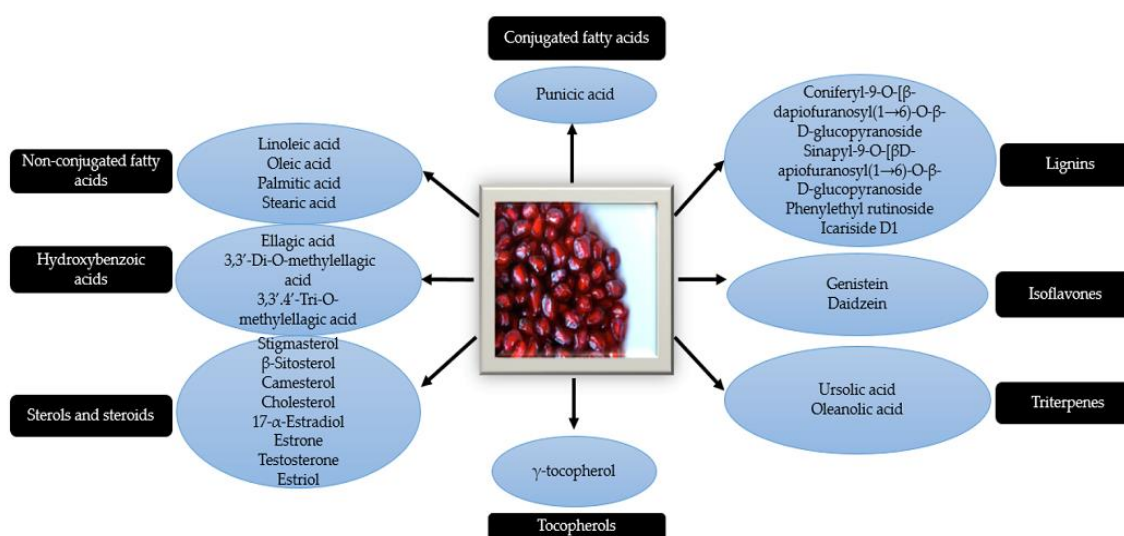 Conjugated fatty acids
Punicic acid
Non-conjugated fatty
acids
Linoleic acid
Oleic acid
Palmitic acid
Stearic acid
Hydroxybenzoic
acids
Ellagic acid
3,3′-Di-O-methylellagic
acid
3,3′.4′-Tri-O-
methylellagic acid
Sterols and steroids
Stigmasterol
β-Sitosterol
Camesterol
Cholesterol
17-α-Estradiol
Estrone
Testosterone
Estriol
γ-tocopherol
Tocopherols
Coniferyl-9-O-[β-
dapiofuranosyl(1→6)-O-β-
D-glucopyranoside
Sinapyl-9-O-[βD-
apiofuranosyl(1→6)-O-β-
D-glucopyranoside
Phenylethyl rutinoside
Icariside D1
Lignins
Genistein
Daidzein
Isoflavones
Ursolic acid
Oleanolic acid
Triterpenes